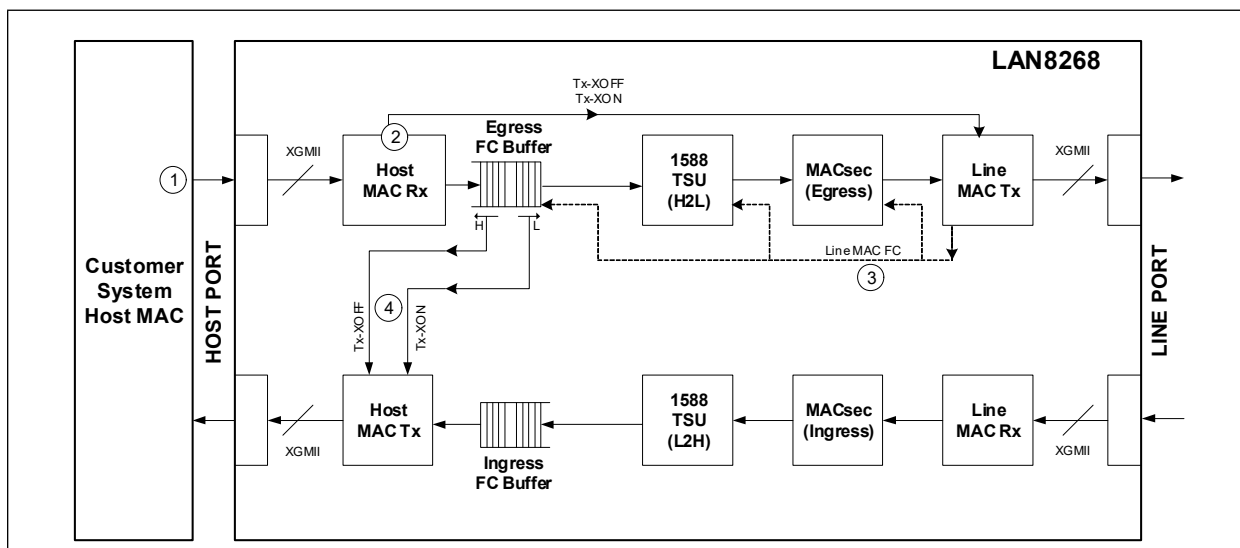 LAN8268
Tx-XOFF
Tx-XON
2
Egress
FC Buffer
XGMII
1
Host
MAC Rx
1588
TSU
(H2L)
MACsec
(Egress)
Line
MAC Tx
XGMII
H
L
Line MAC FC
3
Customer
System
Host MAC
HOST PORT
LINE PORT
Tx-XOFF
4
Tx-XON
Host
MAC Tx
1588
TSU
(L2H)
MACsec
(Ingress)
Line
MAC Rx
XGMII
XGMII
Ingress
FC Buffer